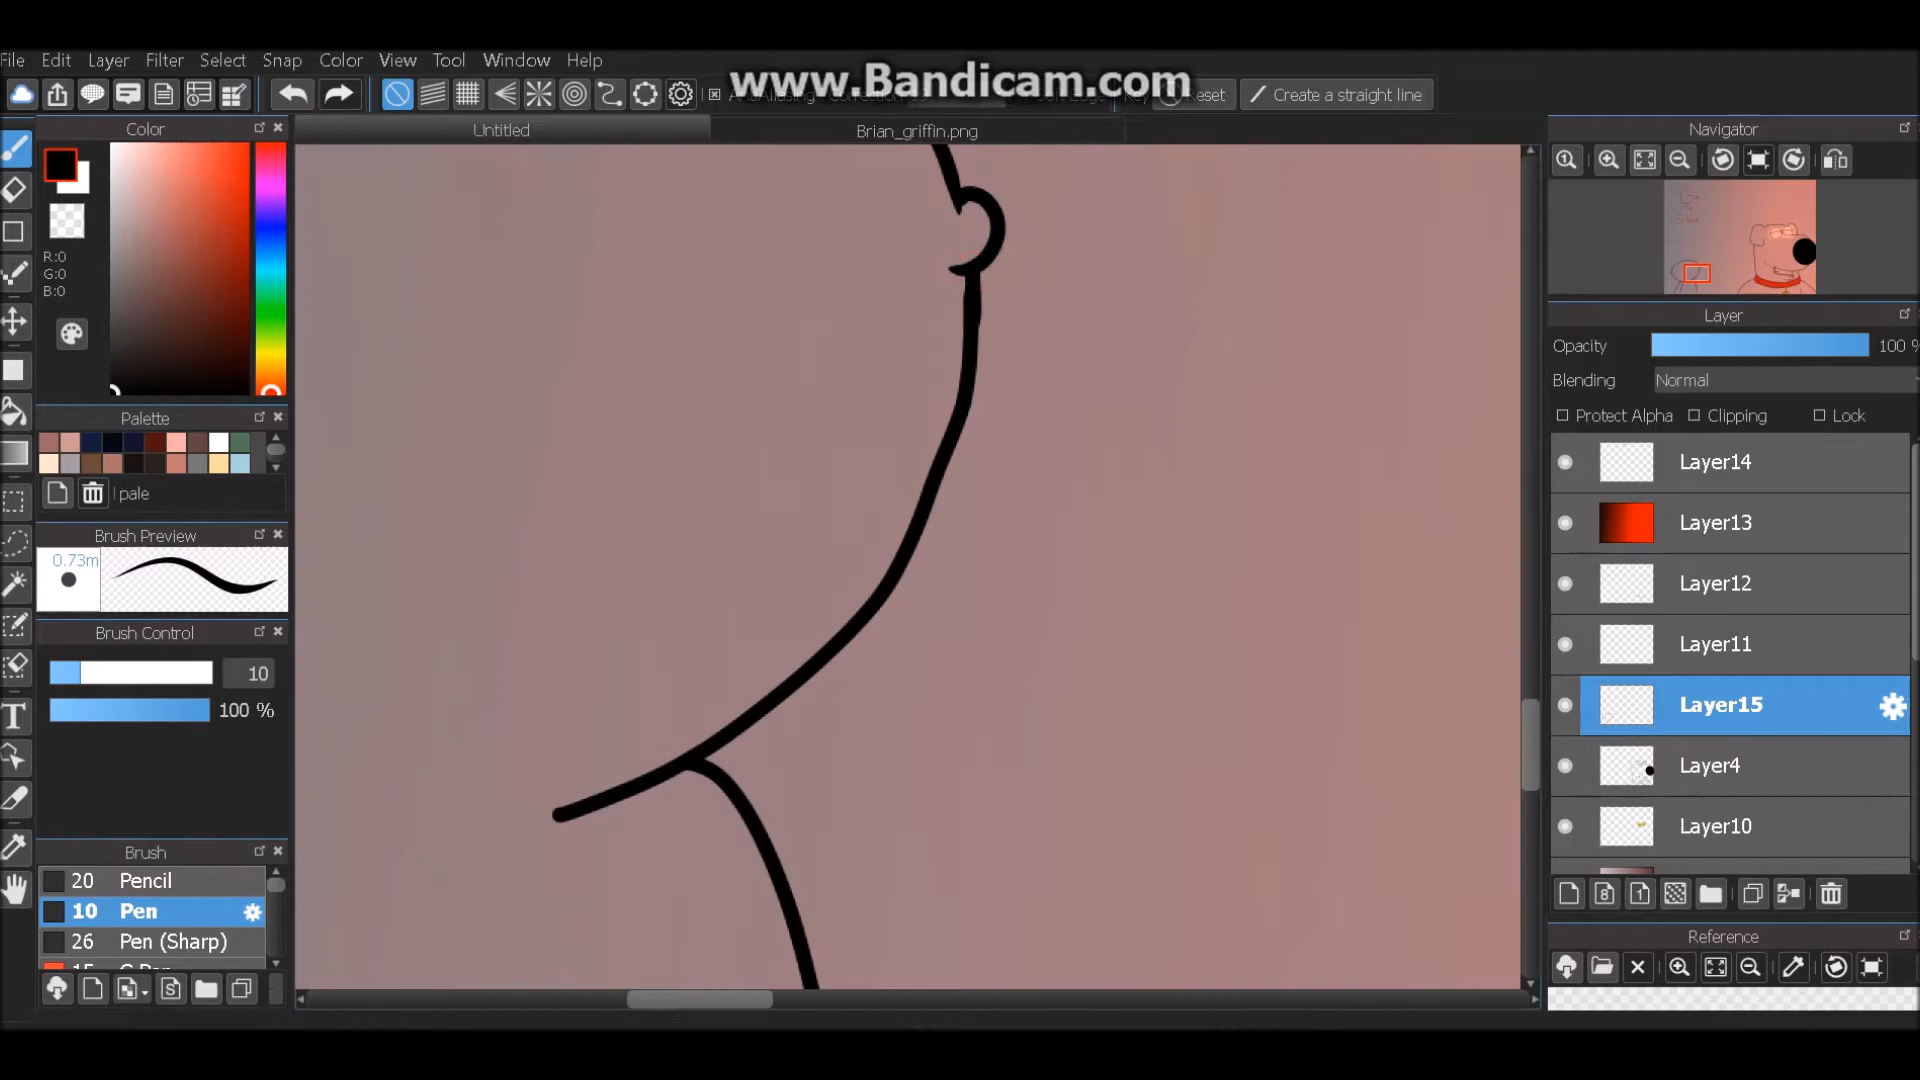 File Edit Layer Filter Select Snap Color View Tool Window Help
www.Bandicam.com
Reset
Create a straight line
Color
Untitled
Brian_griffin.png
Navigator
R:0
G:0
B:0
Layer
Opacity 100 %
Blending Normal
Protect Alpha Clipping Lock
Palette
pale
Brush Preview
0.73m
Brush Control
10
100 %
Layer14
Layer13
Layer12
Layer11
Layer15
Layer4
Layer10
Brush
20 Pencil
10 Pen
26 Pen (Sharp)
Reference